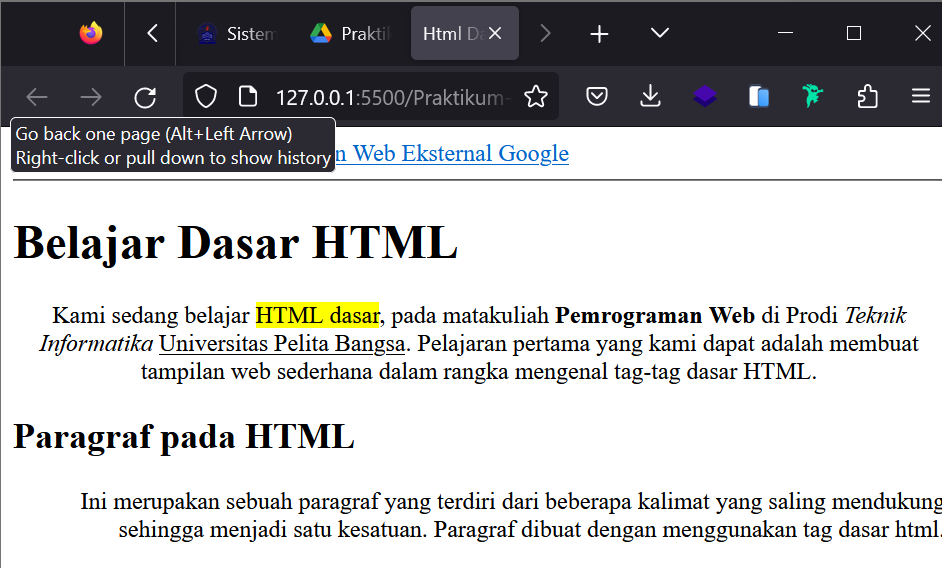 Sistem
Prakti
Html Da
127.0.0.1:5500/Praktikum-
Go back one page (Alt+Left Arrow)
Right-click or pull down to show history
n Web Eksternal Google
Belajar Dasar HTML
Kami sedang belajar HTML dasar, pada matakuliah Pemrograman Web di Prodi Teknik
Informatika Universitas Pelita Bangsa. Pelajaran pertama yang kami dapat adalah membuat
tampilan web sederhana dalam rangka mengenal tag-tag dasar HTML.
Paragraf pada HTML
Ini merupakan sebuah paragraf yang terdiri dari beberapa kalimat yang saling mendukung
sehingga menjadi satu kesatuan. Paragraf dibuat dengan menggunakan tag dasar html.